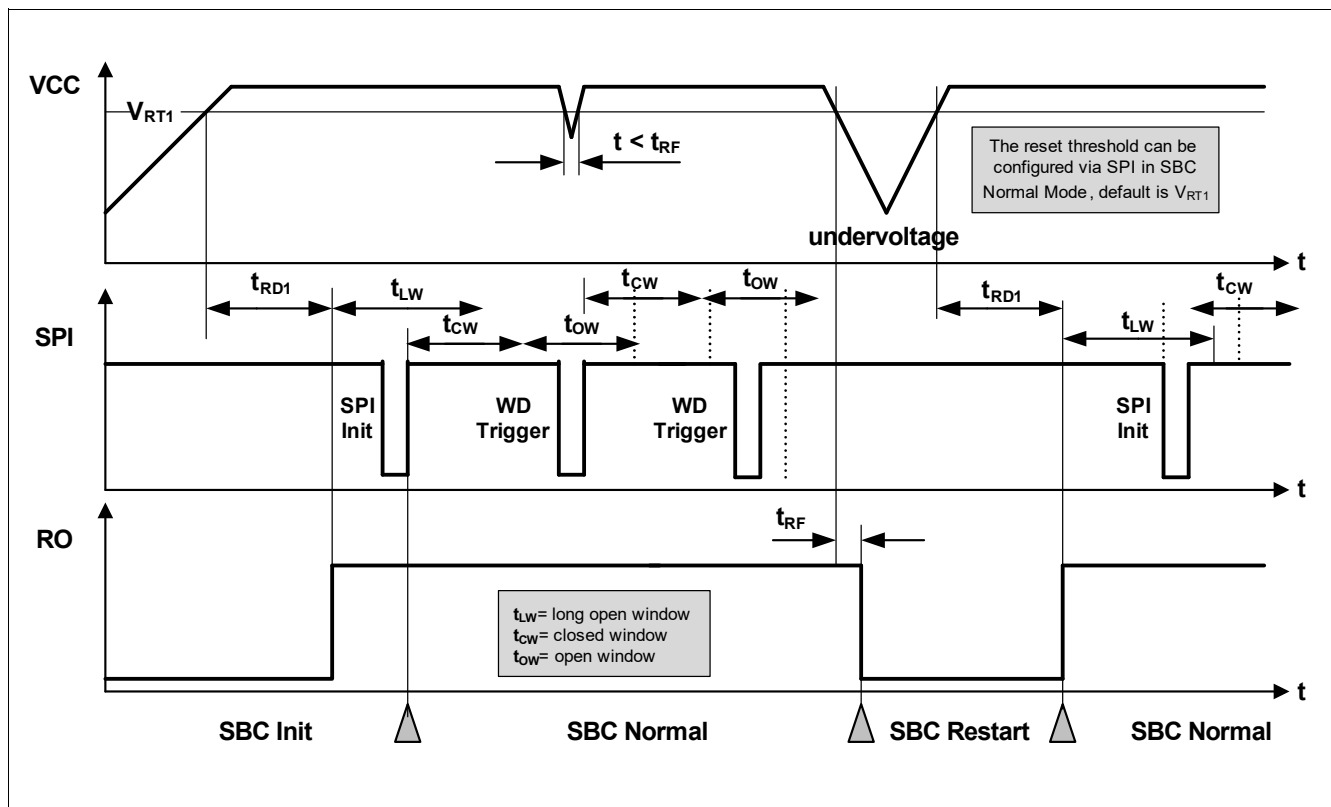 VCC
VRT1
t < tRF
The reset threshold can be
configured via SPI in SBC
Normal Mode, default is VRT1
undervoltage
t
tRD1
tLW
tCW
tOW
tCW
tOW
tRD1
tLW
tCW
SPI
SPI
Init
WD
Trigger
WD
Trigger
SPI
Init
t
RO
tRF
tLW= long open window
tCW= closed window
tOW= open window
t
SBC Init
SBC Normal
SBC Restart
SBC Normal